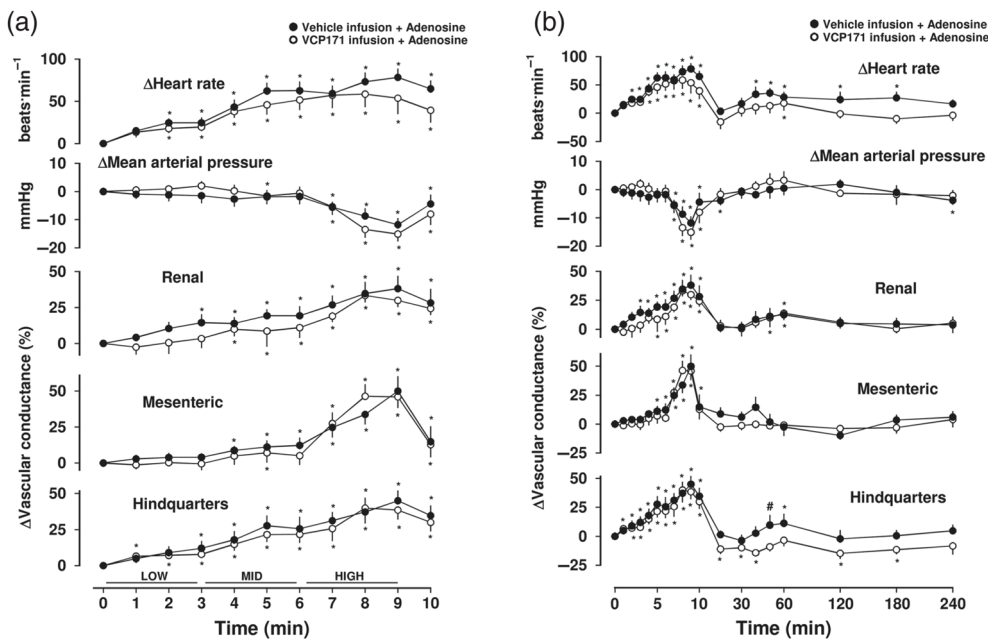 (a)
● Vehicle infusion + Adenosine
○ VCP171 infusion + Adenosine
ΔHeart rate
beats·min⁻¹
100
50
0
* * * * * * * * *
* * * * * * * * *
ΔMean arterial pressure
mmHg
10
0
–10
–20
* * * * *
Renal
50
25
0
* * * * * * * *
* * * * * * *
ΔVascular conductance (%)
Mesenteric
50
25
0
* * * * * * *
* * * * * *
Hindquarters
50
25
0
* * * * * * * * * *
* * * * * * * * *
LOW MID HIGH
0 1 2 3 4 5 6 7 8 9 10
Time (min)
(b)
● Vehicle infusion + Adenosine
○ VCP171 infusion + Adenosine
ΔHeart rate
beats·min⁻¹
100
50
0
–50
ΔMean arterial pressure
mmHg
10
0
–10
–20
Renal
50
25
0
ΔVascular conductance (%)
Mesenteric
50
25
0
–25
Hindquarters
#
50
25
0
–25
0 5 10 30 60 120 180 240
Time (min)